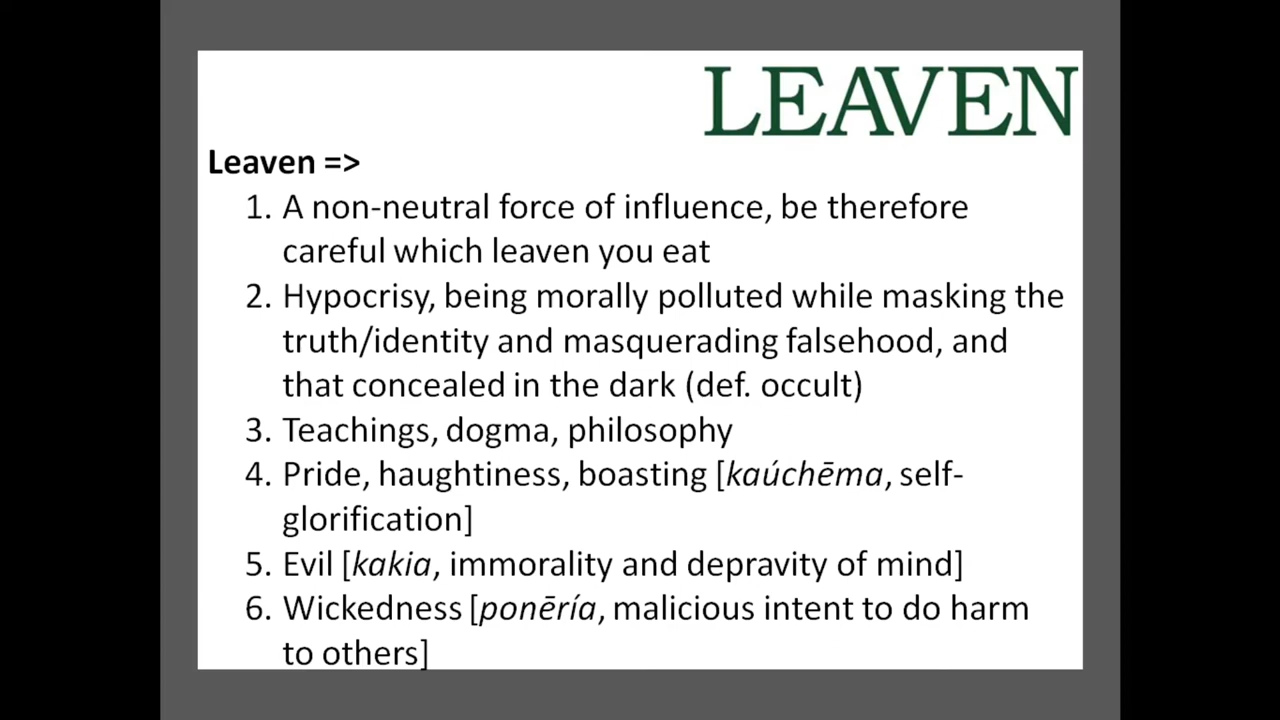 LEAVEN
Leaven =>
1. A non-neutral force of influence, be therefore
careful which leaven you eat
2. Hypocrisy, being morally polluted while masking the
truth/identity and masquerading falsehood, and
that concealed in the dark (def. occult)
3. Teachings, dogma, philosophy
4. Pride, haughtiness, boasting [kaúchēma, self-
glorification]
5. Evil [kakia, immorality and depravity of mind]
6. Wickedness [ponēría, malicious intent to do harm
to others]